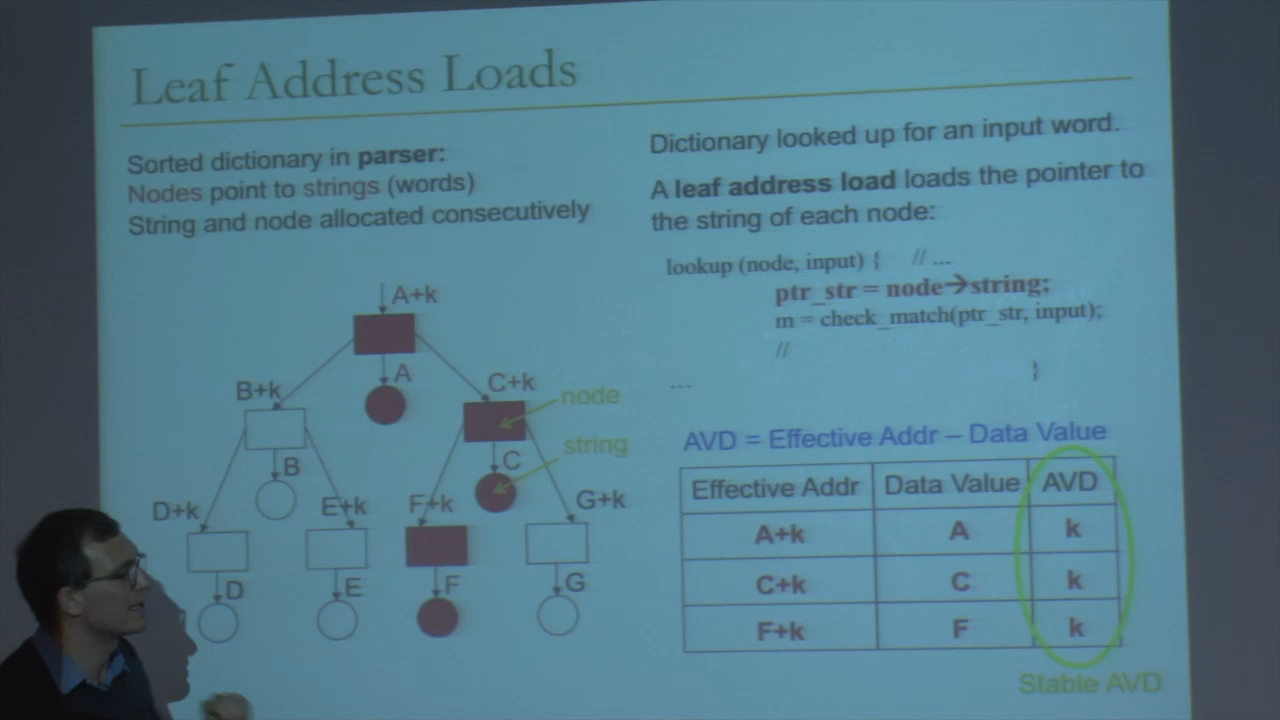 Leaf Address Loads
Sorted dictionary in parser:
Nodes point to strings (words)
String and node allocated consecutively
A+k
A
B+k
C+k
node
B
C
string
D+k
E+k
F+k
G+k
D
E
F
G
Dictionary looked up for an input word.
A leaf address load loads the pointer to
the string of each node:
lookup (node, input) { // ...
ptr_str = node→string;
m = check_match(ptr_str, input);
//
}
...
AVD = Effective Addr – Data Value
Effective Addr Data Value AVD
A+k A k
C+k C k
F+k F k
Stable AVD